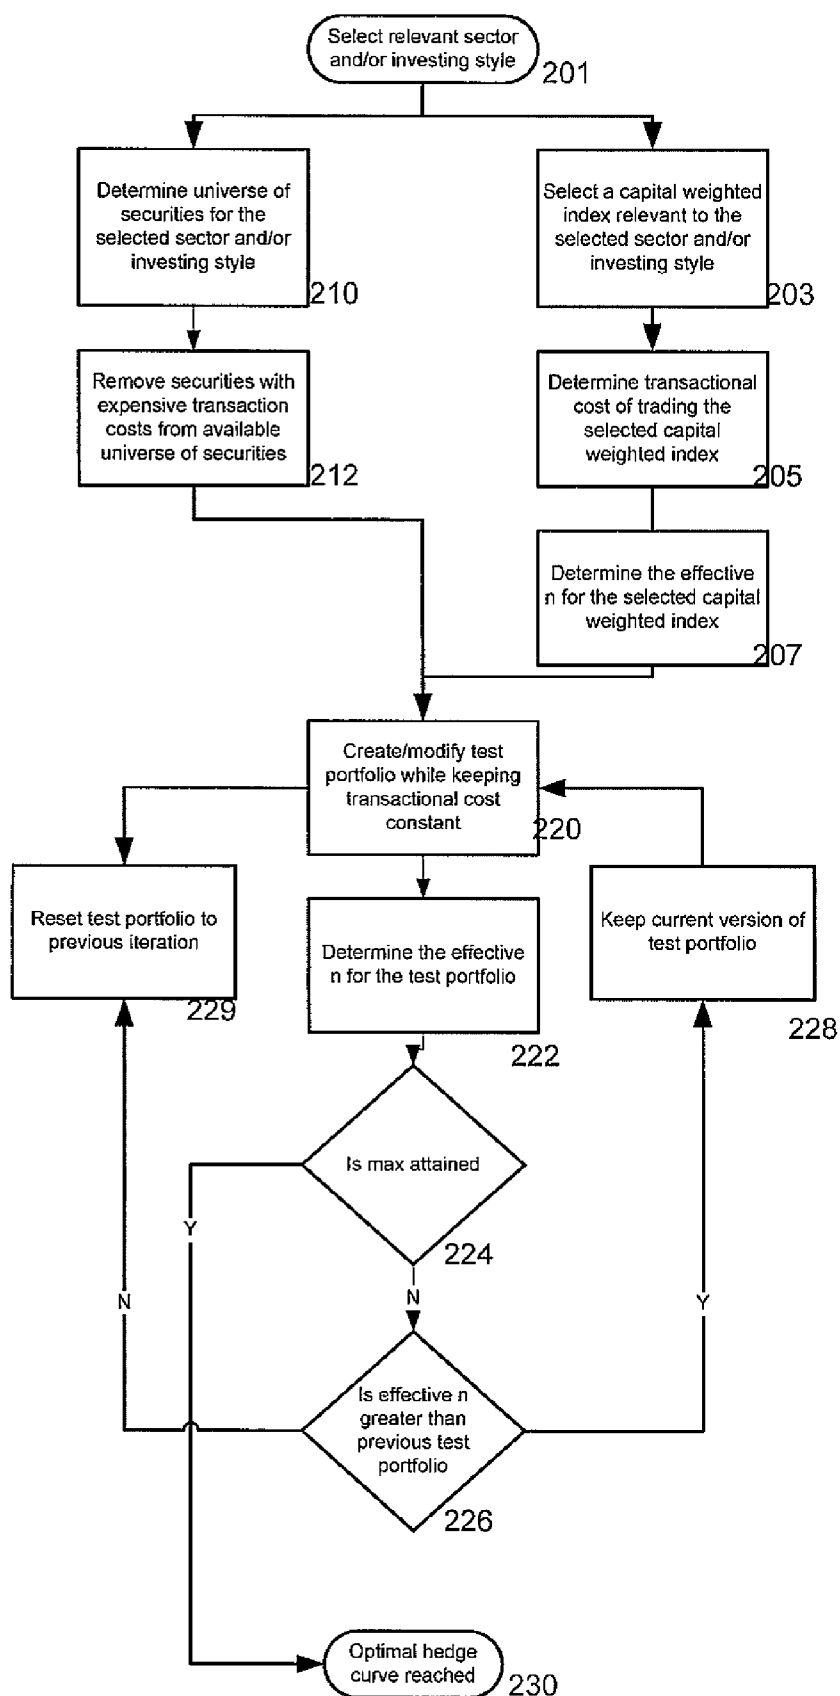 Select relevant sector
and/or investing style
201
Determine universe of
securities for the
selected sector and/or
investing style
210
Select a capital weighted
index relevant to the
selected sector and/or
investing style
203
Remove securities with
expensive transaction
costs from available
universe of securities
212
Determine transactional
cost of trading the
selected capital
weighted index
205
Determine the effective
n for the selected capital
weighted index
207
Create/modify test
portfolio while keeping
transactional cost
constant
220
Reset test portfolio to
previous iteration
229
Determine the effective
n for the test portfolio
222
Keep current version of
test portfolio
228
Is max attained
224
Y
N
N
Y
Is effective n
greater than
previous test
portfolio
226
Optimal hedge
curve reached
230